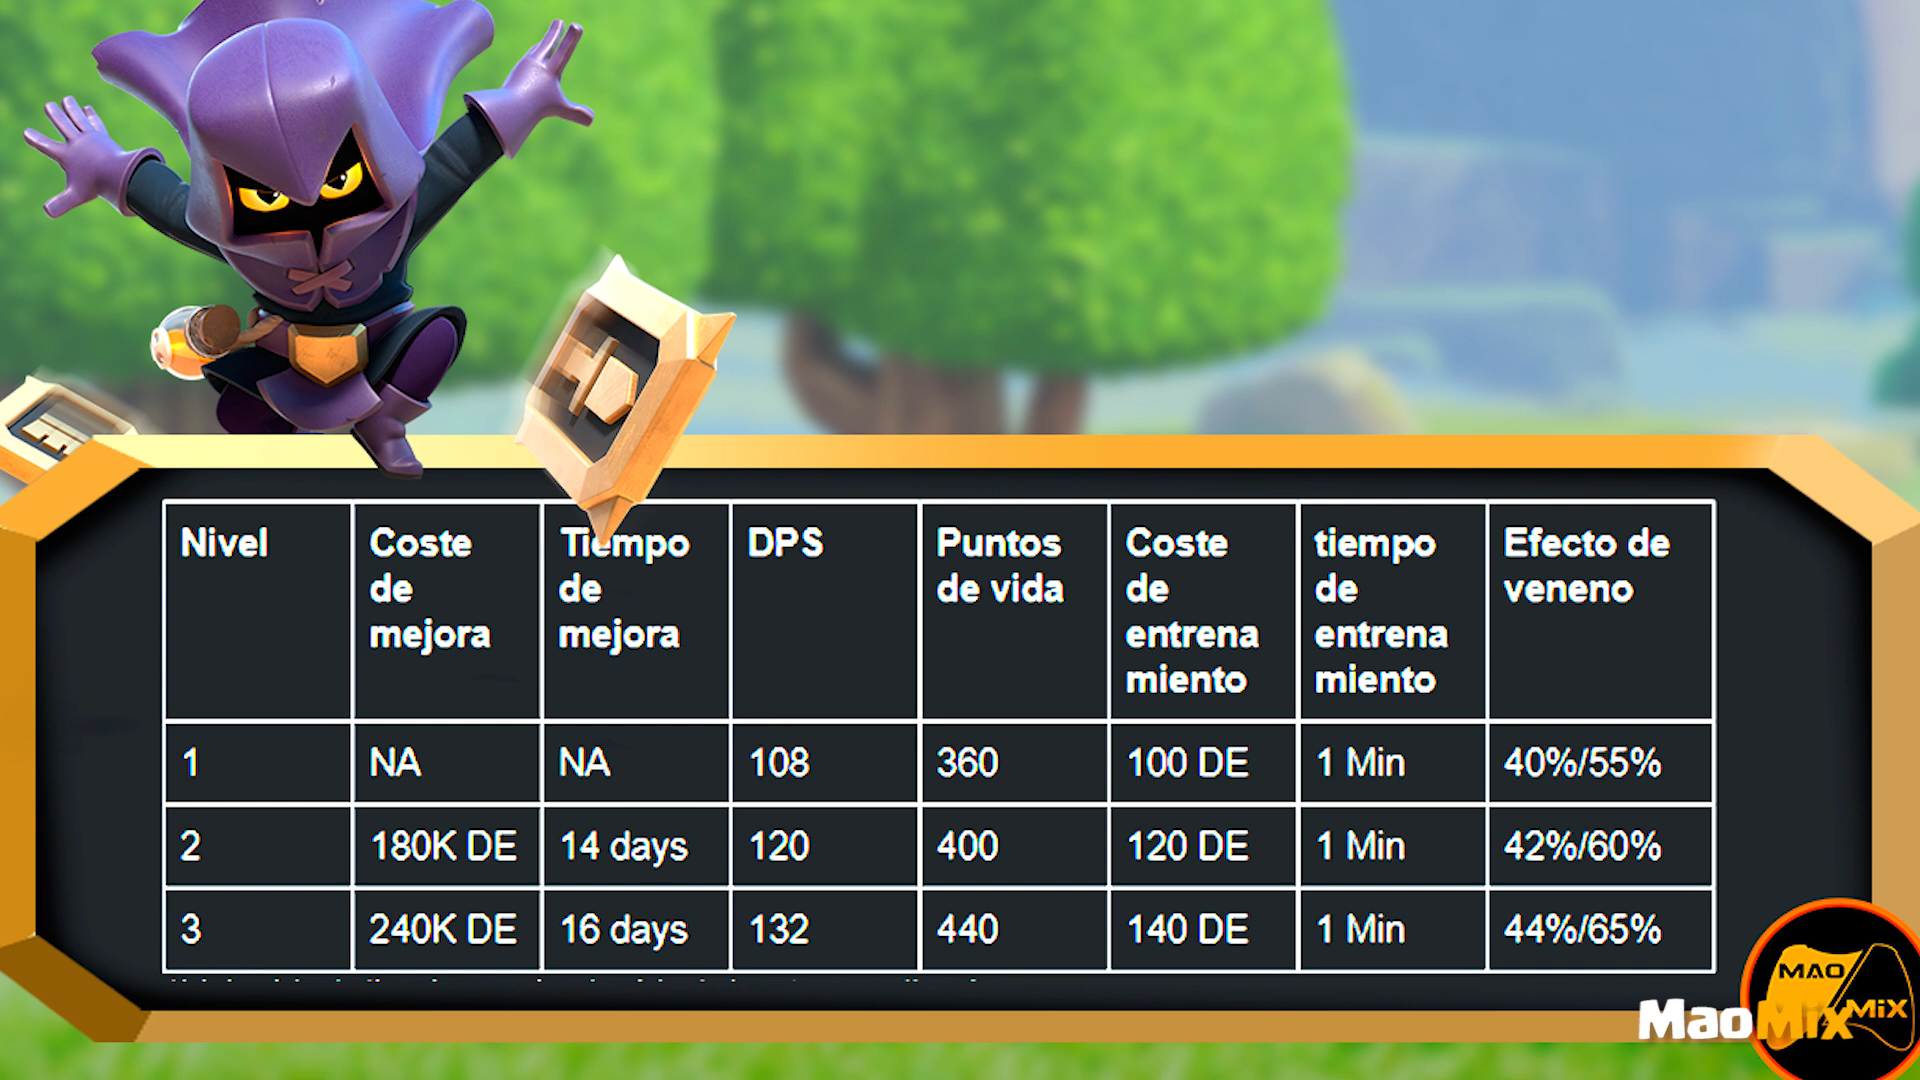 Nivel
Coste de mejora
Tiempo de mejora
DPS
Puntos de vida
Coste de entrena miento
tiempo de entrena miento
Efecto de veneno
1 NA NA 108 360 100 DE 1 Min 40%/55%
2 180K DE 14 days 120 400 120 DE 1 Min 42%/60%
3 240K DE 16 days 132 440 140 DE 1 Min 44%/65%
MAO
MiX
MaoMix